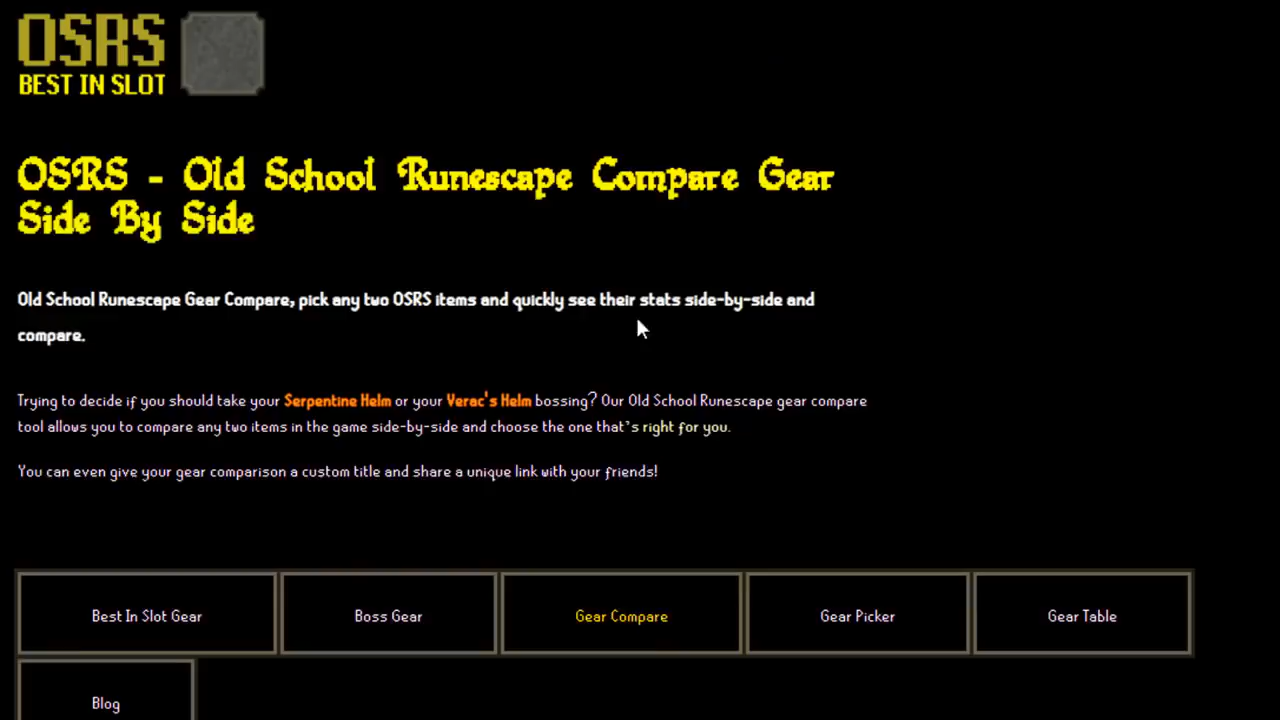 OSRS
BEST IN SLOT
OSRS - Old School Runescape Compare Gear
Side By Side
Old School Runescape Gear Compare, pick any two OSRS items and quickly see their stats side-by-side and
compare.
Trying to decide if you should take your Serpentine Helm or your Verac's Helm bossing? Our Old School Runescape gear compare
tool allows you to compare any two items in the game side-by-side and choose the one that's right for you.
You can even give your gear comparison a custom title and share a unique link with your friends!
Best In Slot Gear
Boss Gear
Gear Compare
Gear Picker
Gear Table
Blog